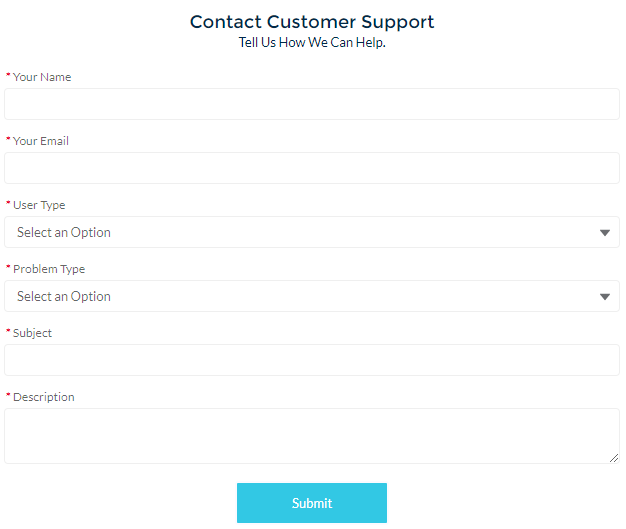 Contact Customer Support
Tell Us How We Can Help.
* Your Name
* Your Email
* User Type
Select an Option
* Problem Type
Select an Option
* Subject
* Description
Submit